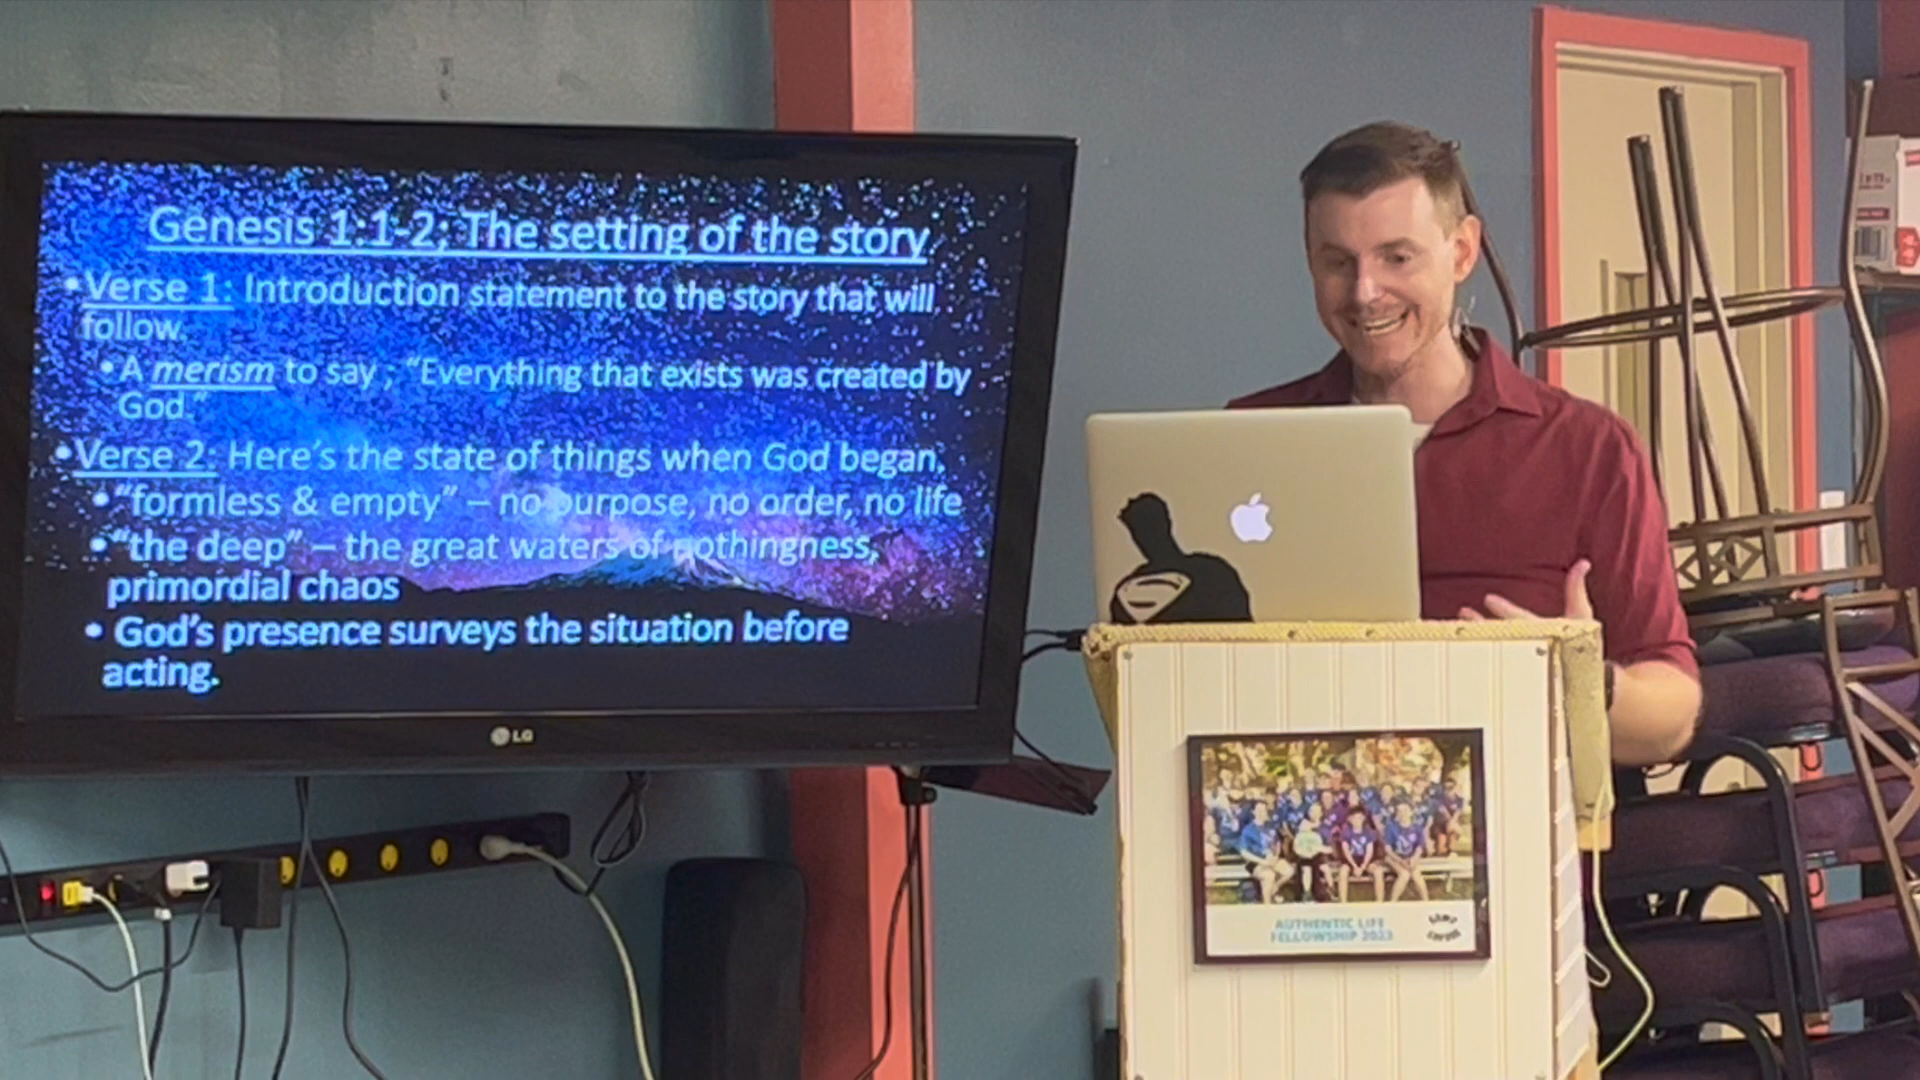 Genesis 1:1-2; The setting of the story
•Verse 1: Introduction statement to the story that will
follow.
•A merism to say ; “Everything that exists was created by
God.”
•Verse 2: Here’s the state of things when God began.
•“formless & empty” – no purpose, no order, no life
•“the deep” – the great waters of nothingness,
primordial chaos
• God’s presence surveys the situation before
acting.
LG
AUTHENTIC LIFE
FELLOWSHIP 2023